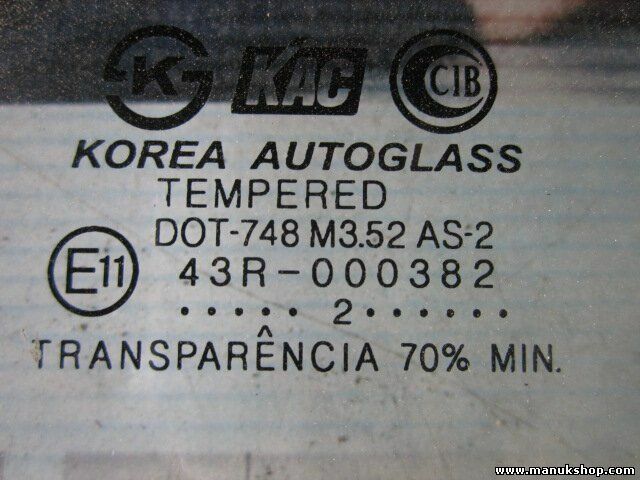 K KAC CIB
KOREA AUTOGLASS
TEMPERED
DOT-748 M3.52 AS-2
E11 43R-000382
. . . . . 2 . . . . . .
TRANSPARÊNCIA 70% MIN.
www.manukshop.com